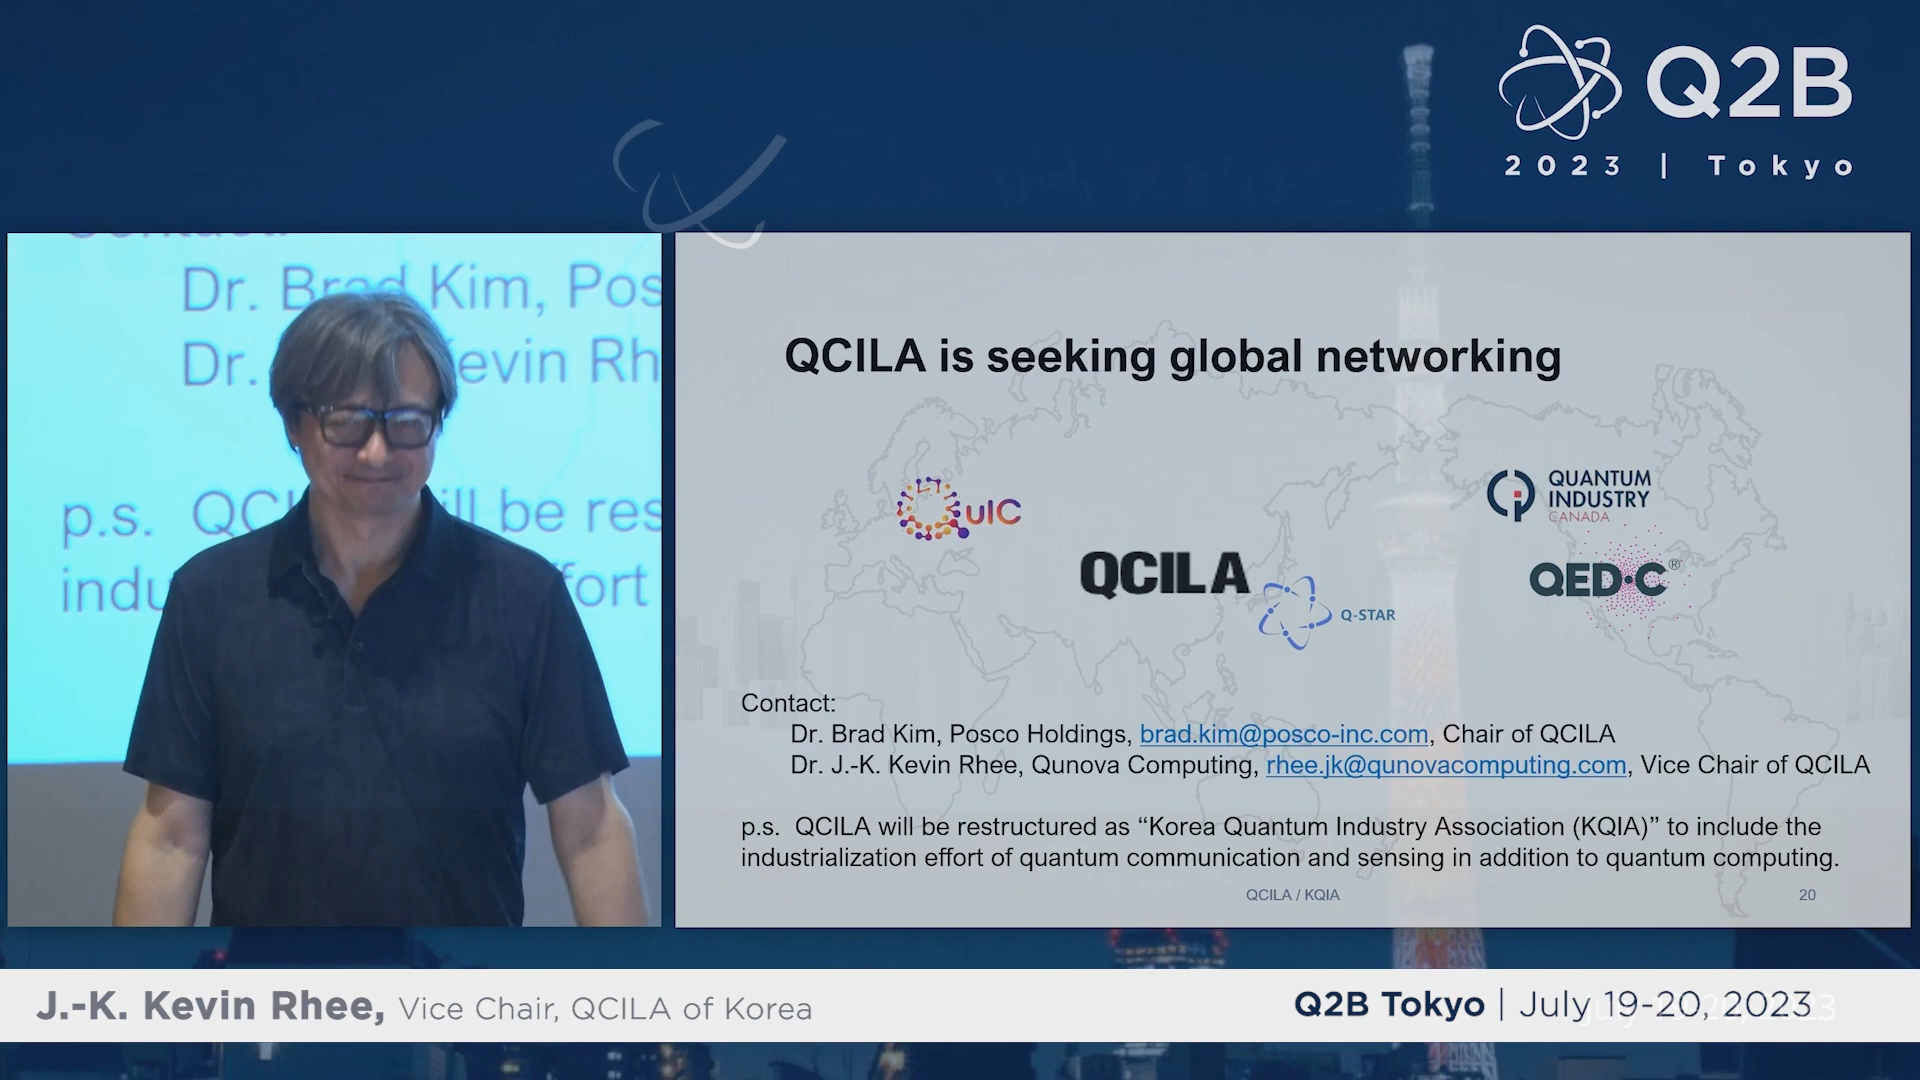 Q2B
2023 | Tokyo
Dr. Brad Kim, Pos
Dr. Kevin Rh
p.s. QCI ill be res
indu ffort
QCILA is seeking global networking
QuIC
QUANTUM
INDUSTRY
CANADA
QCILA
QED·C®
Q-STAR
Contact:
Dr. Brad Kim, Posco Holdings, brad.kim@posco-inc.com, Chair of QCILA
Dr. J.-K. Kevin Rhee, Qunova Computing, rhee.jk@qunovacomputing.com, Vice Chair of QCILA
p.s. QCILA will be restructured as “Korea Quantum Industry Association (KQIA)” to include the
industrialization effort of quantum communication and sensing in addition to quantum computing.
QCILA / KQIA 20
J.-K. Kevin Rhee, Vice Chair, QCILA of Korea
Q2B Tokyo | July 19-20, 2023